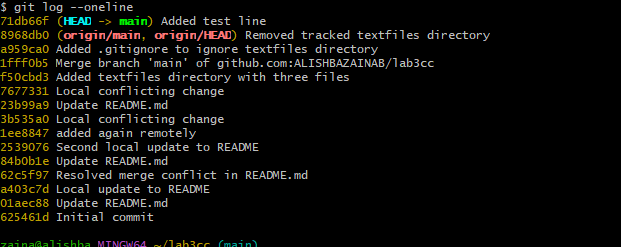 $ git log --oneline
71db66f (HEAD -> main) Added test line
8968db0 (origin/main, origin/HEAD) Removed tracked textfiles directory
a959ca0 Added .gitignore to ignore textfiles directory
1fff0b5 Merge branch 'main' of github.com:ALISHBAZAINAB/lab3cc
f50cbd3 Added textfiles directory with three files
7677331 Local conflicting change
23b99a9 Update README.md
3b535a0 Local conflicting change
1ee8847 added again remotely
2539076 Second local update to README
84b0b1e Update README.md
62c5f97 Resolved merge conflict in README.md
a403c7d Local update to README
01aec88 Update README.md
625461d Initial commit
zaina@alishba MINGW64 ~/lab3cc (main)